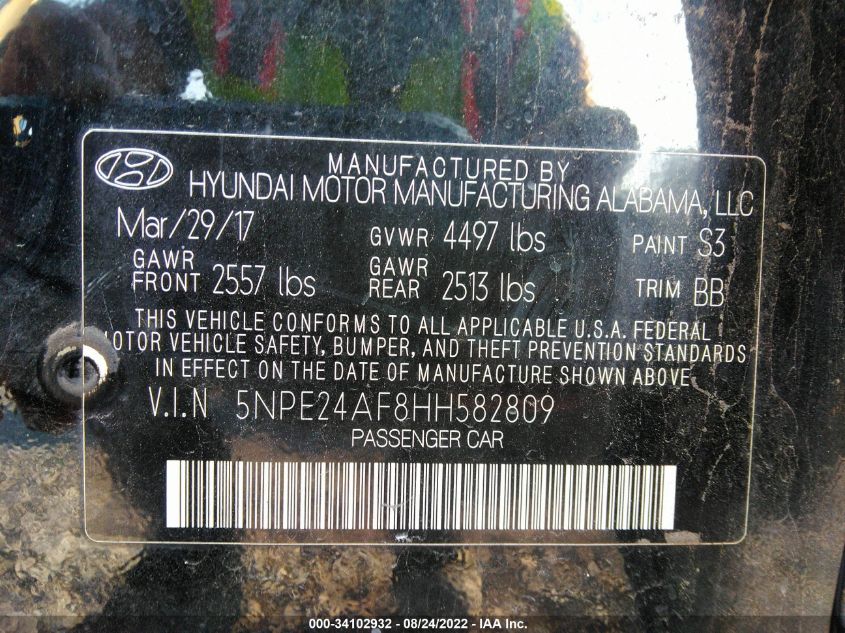 MANUFACTURED BY
HYUNDAI MOTOR MANUFACTURING ALABAMA, LLC
Mar/29/17 GVWR 4497 lbs PAINT S3
GAWR FRONT 2557 lbs GAWR REAR 2513 lbs TRIM BB
THIS VEHICLE CONFORMS TO ALL APPLICABLE U.S.A. FEDERAL
MOTOR VEHICLE SAFETY, BUMPER, AND THEFT PREVENTION STANDARDS
IN EFFECT ON THE DATE OF MANUFACTURE SHOWN ABOVE
V.I.N 5NPE24AF8HH582809
PASSENGER CAR
000-34102932 - 08/24/2022 - IAA Inc.